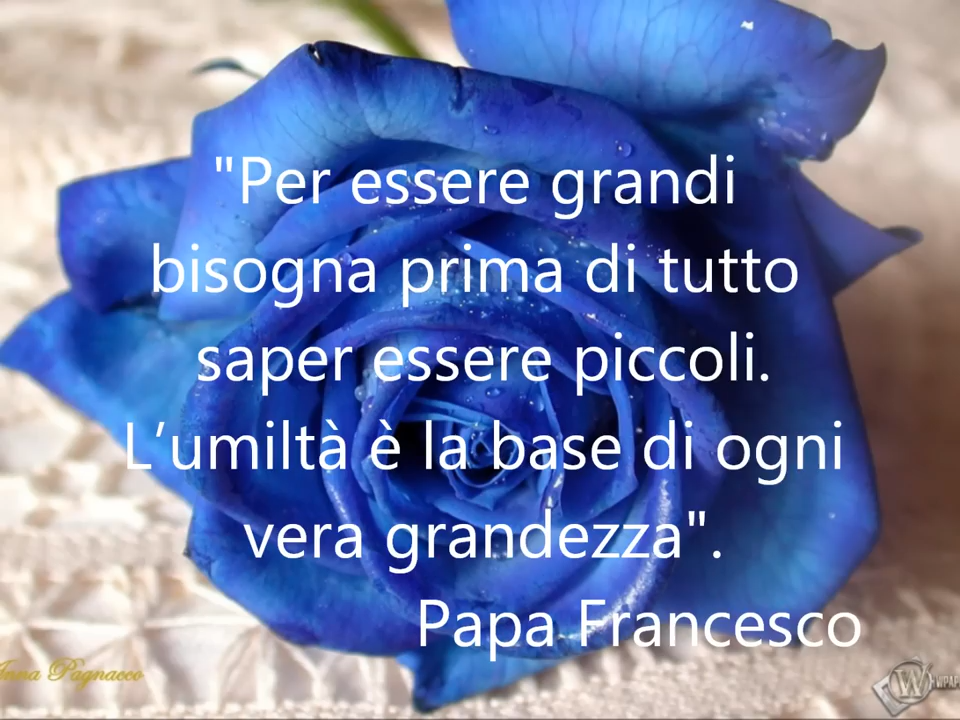 "Per essere grandi
bisogna prima di tutto
saper essere piccoli.
L’umiltà è la base di ogni
vera grandezza".
Papa Francesco
Anna Pagnacco
W